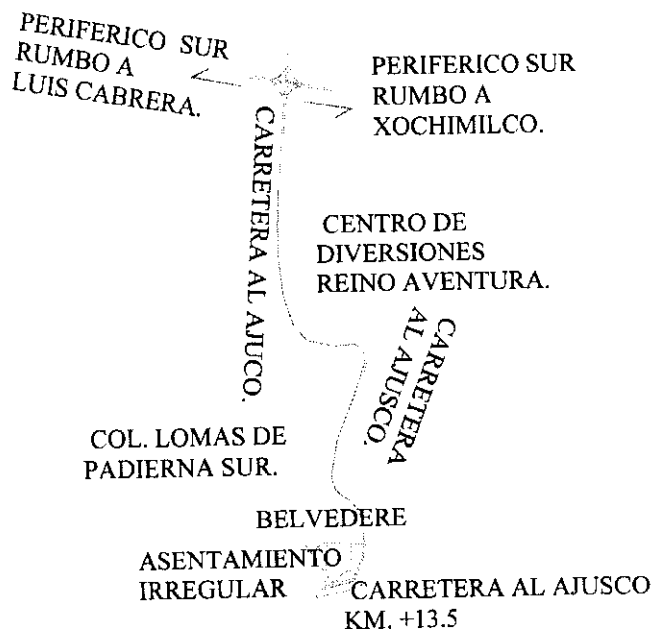 PERIFERICO SUR
RUMBO A
LUIS CABRERA.
PERIFERICO SUR
RUMBO A
XOCHIMILCO.
CARRETERA AL AJUCO.
CENTRO DE
DIVERSIONES
REINO AVENTURA.
CARRETERA
AL AJUSCO.
COL. LOMAS DE
PADIERNA SUR.
BELVEDERE
ASENTAMIENTO
IRREGULAR
CARRETERA AL AJUSCO
KM, +13.5